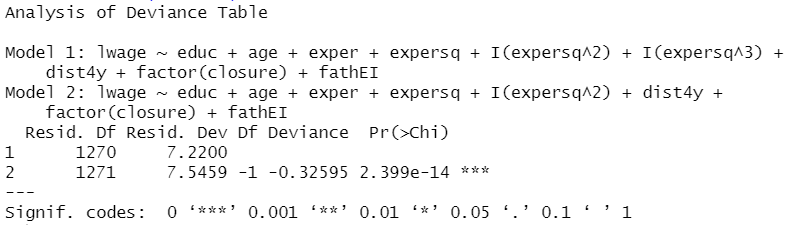 Analysis of Deviance Table
Model 1: lwage ~ educ + age + exper + expersq + I(expersq^2) + I(expersq^3) +
    dist4y + factor(closure) + fathEI
Model 2: lwage ~ educ + age + exper + expersq + I(expersq^2) + dist4y +
    factor(closure) + fathEI
  Resid. Df Resid. Dev Df Deviance  Pr(>Chi)
1      1270     7.2200
2      1271     7.5459 -1 -0.32595 2.399e-14 ***
---
Signif. codes:  0 ‘***’ 0.001 ‘**’ 0.01 ‘*’ 0.05 ‘.’ 0.1 ‘ ’ 1